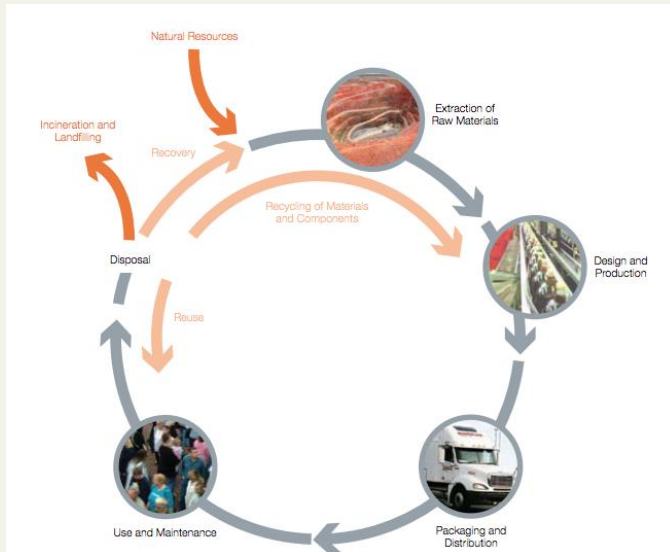 Natural Resources
Extraction of
Raw Materials
Incineration and
Landfilling
Recovery
Recycling of Materials
and Components
Disposal
Design and
Production
Reuse
Use and Maintenance
Packaging and
Distribution